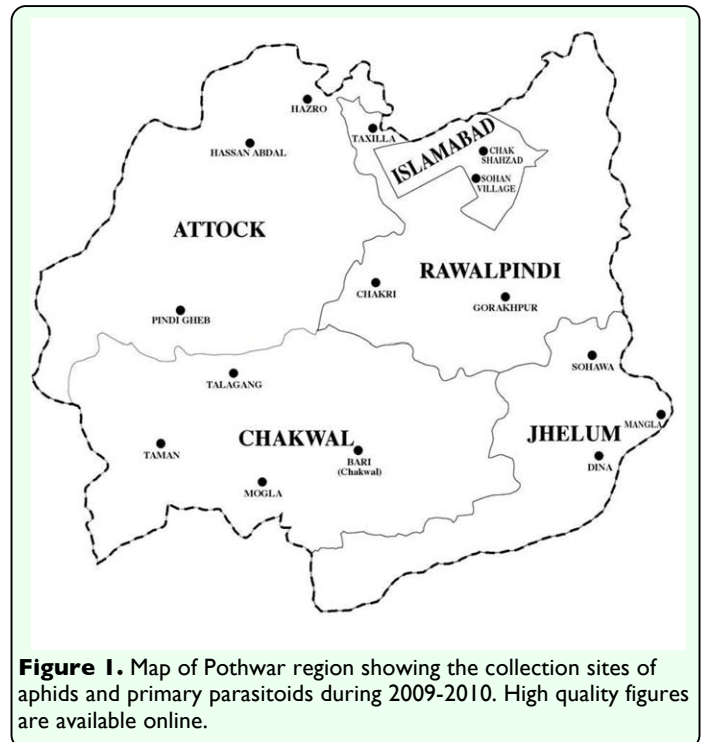 HAZRO
TAXILLA
HASSAN ABDAL
ISLAMABAD
CHAK
SHAHZAD
SOHAN
VILLAGE
ATTOCK
RAWALPINDI
CHAKRI
GORAKHPUR
PINDI GHEB
SOHAWA
TALAGANG
MANGLA
CHAKWAL
JHELUM
TAMAN
BARI
(Chakwal)
DINA
MOGLA
Figure 1. Map of Pothwar region showing the collection sites of
aphids and primary parasitoids during 2009-2010. High quality figures
are available online.